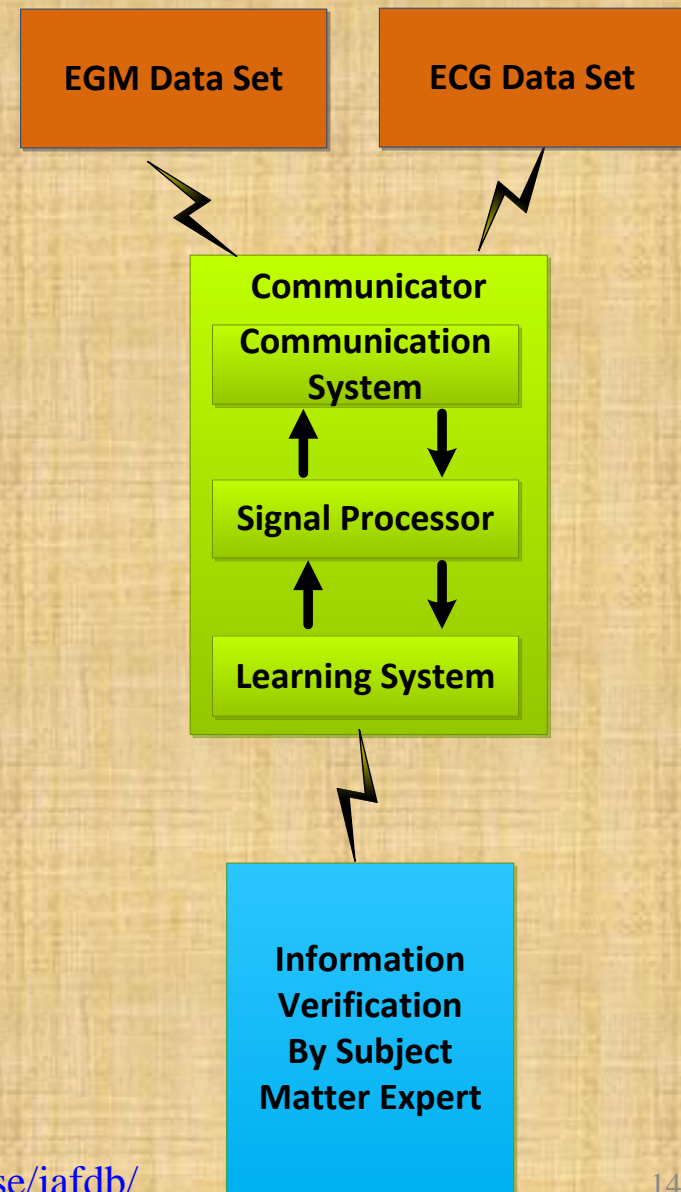 EGM Data Set
ECG Data Set
Communicator
Communication
System
Signal Processor
Learning System
Information
Verification
By Subject
Matter Expert
se/iafdb/
14